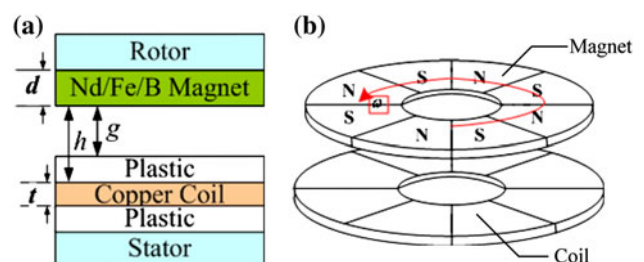 (a)
Rotor
d
Nd/Fe/B Magnet
h
g
Plastic
t
Copper Coil
Plastic
Stator
(b)
Magnet
N
S
N
S
S
ω
N
N
S
Coil